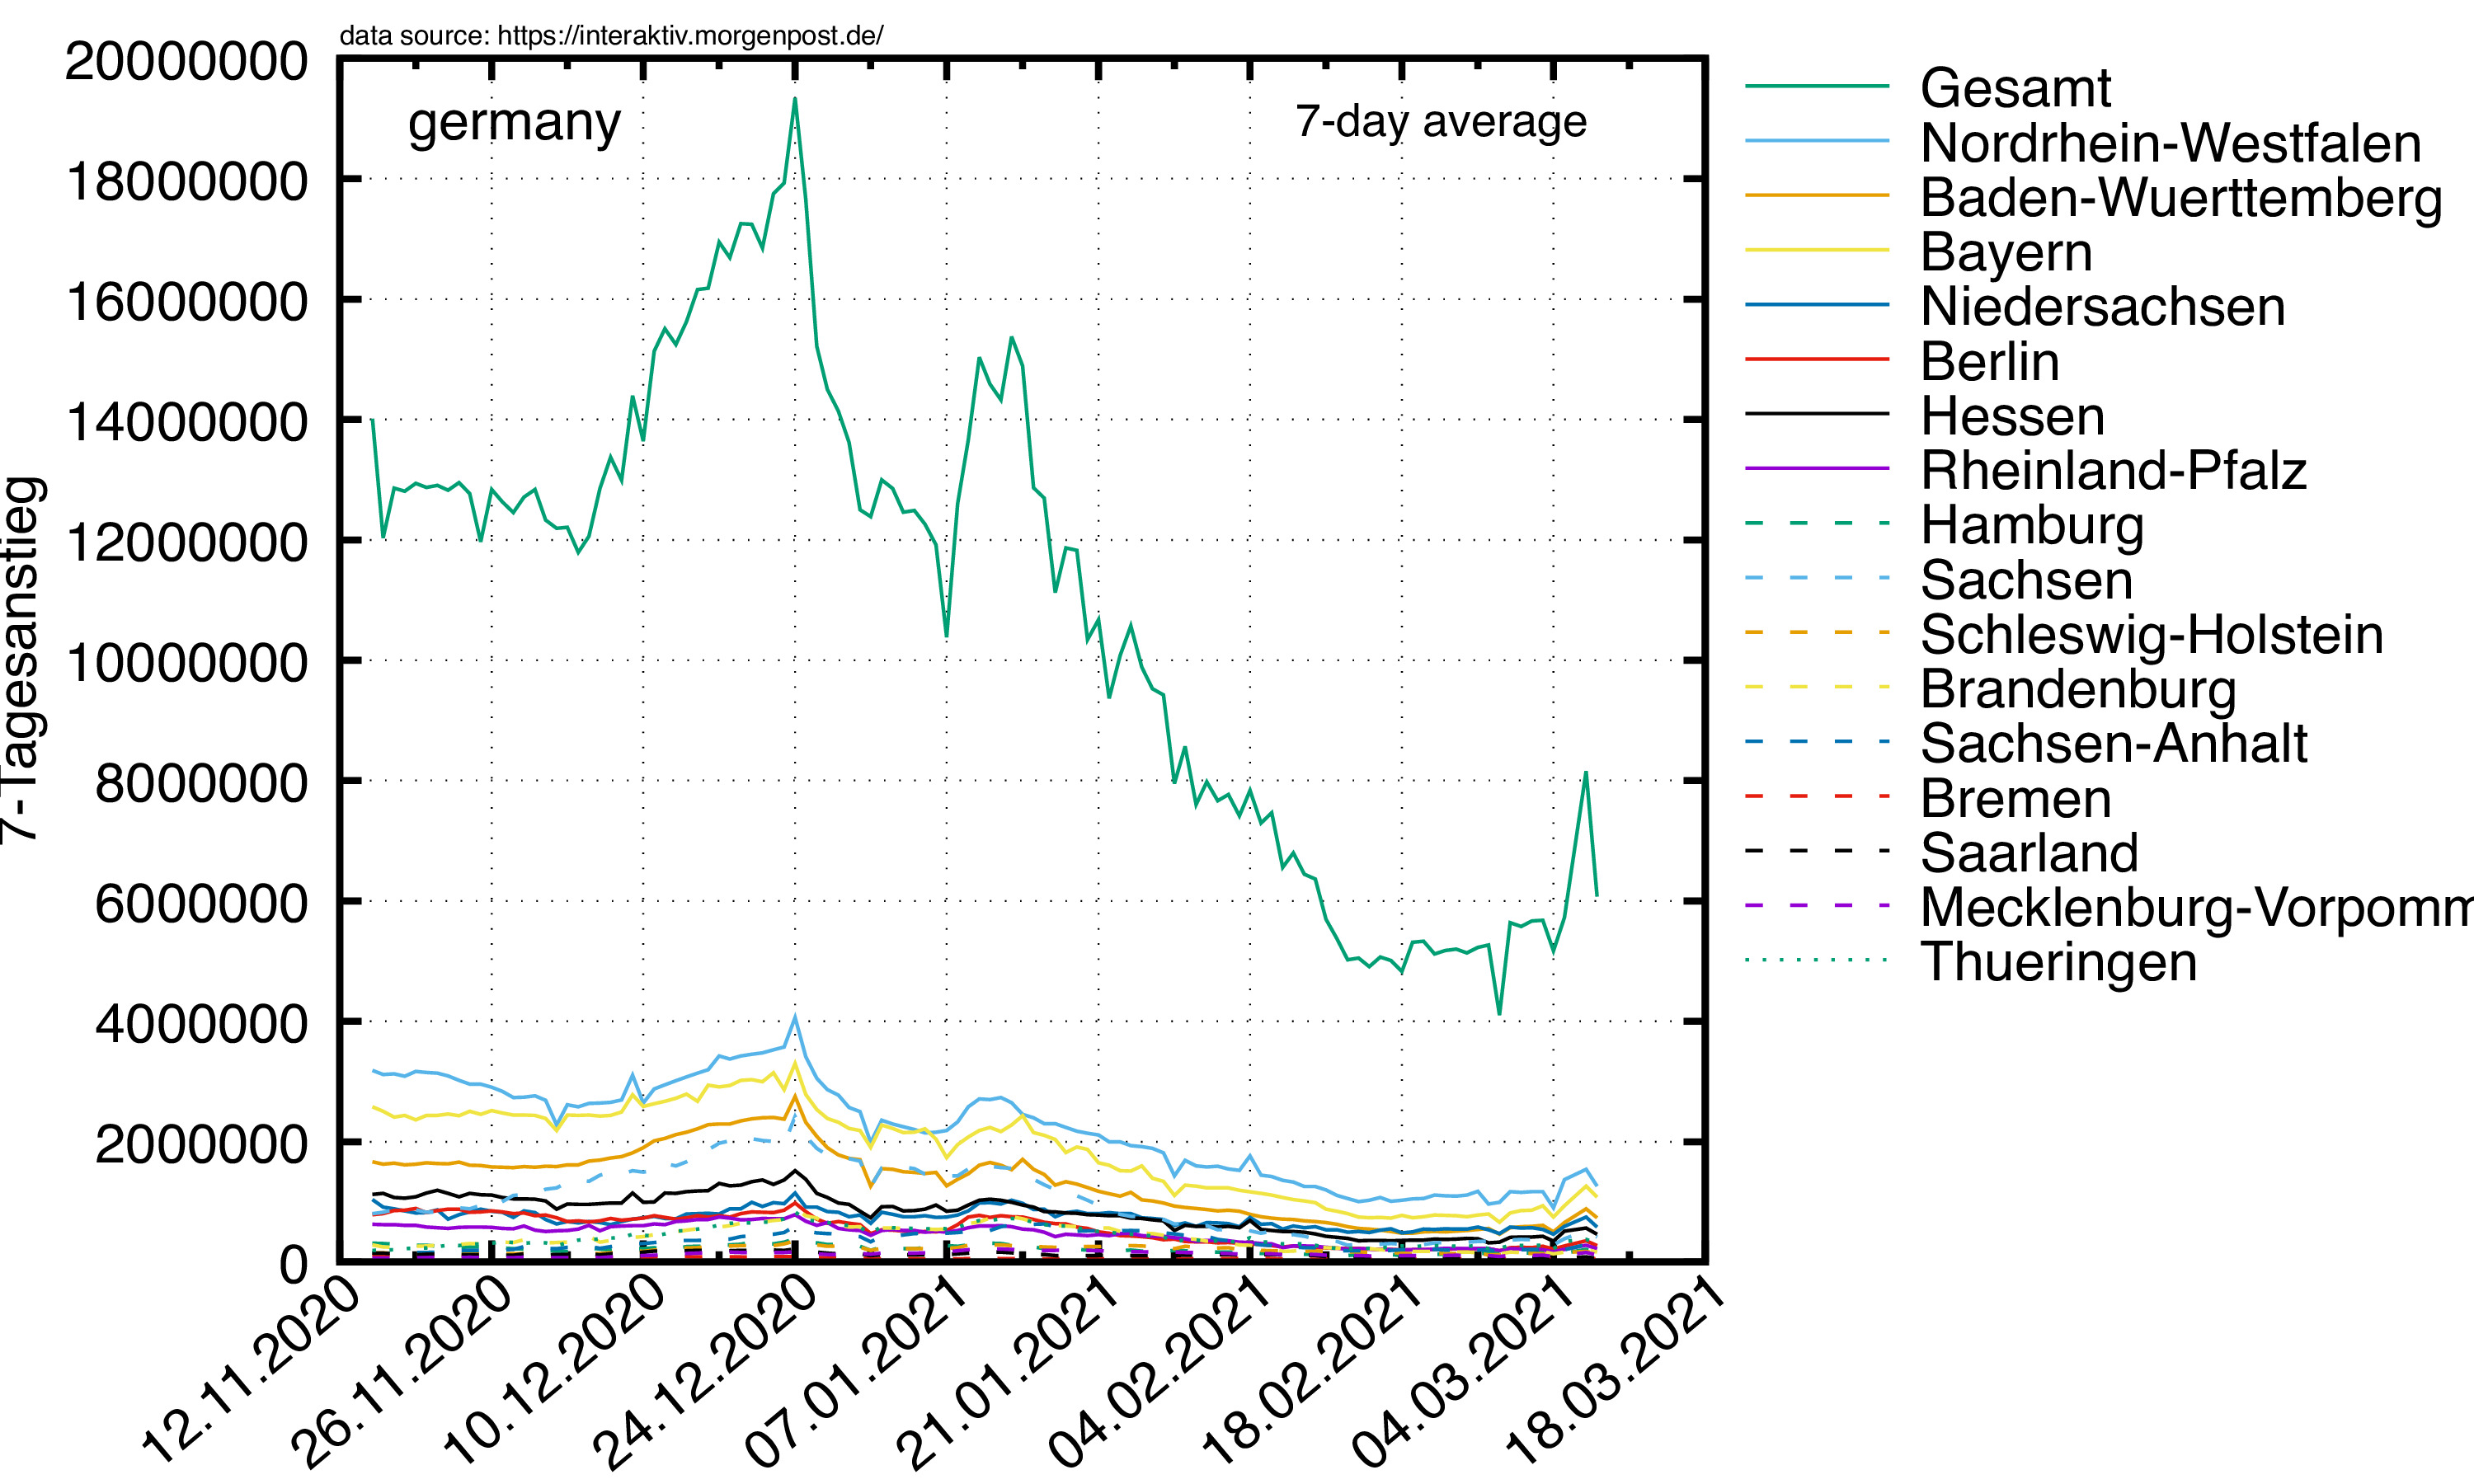 data source: https://interaktiv.morgenpost.de/
germany
7-day average
7-Tagesanstieg
20000000
18000000
16000000
14000000
12000000
10000000
8000000
6000000
4000000
2000000
0
12.11.2020
26.11.2020
10.12.2020
24.12.2020
07.01.2021
21.01.2021
04.02.2021
18.02.2021
04.03.2021
18.03.2021
Gesamt
Nordrhein-Westfalen
Baden-Wuerttemberg
Bayern
Niedersachsen
Berlin
Hessen
Rheinland-Pfalz
Hamburg
Sachsen
Schleswig-Holstein
Brandenburg
Sachsen-Anhalt
Bremen
Saarland
Mecklenburg-Vorpomm
Thueringen